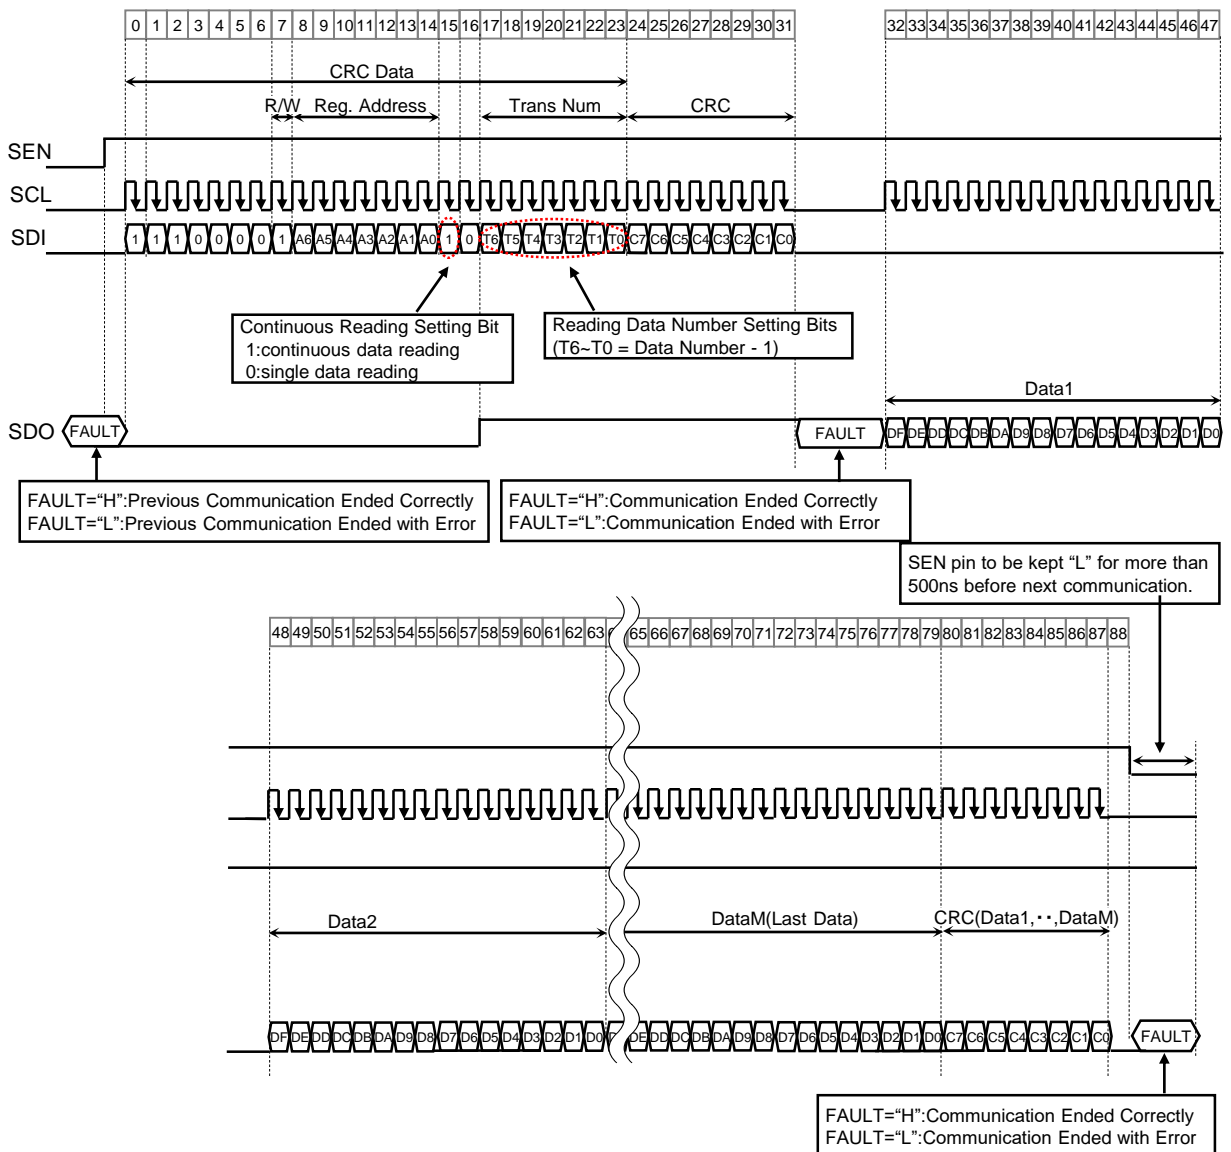 0 1 2 3 4 5 6 7 8 9 10 11 12 13 14 15 16 17 18 19 20 21 22 23 24 25 26 27 28 29 30 31 32 33 34 35 36 37 38 39 40 41 42 43 44 45 46 47
CRC Data
R/W Reg. Address Trans Num CRC
SEN
SCL
SDI 1 1 1 0 0 0 0 1 A6 A5 A4 A3 A2 A1 A0 1 0 T6 T5 T4 T3 T2 T1 T0 C7 C6 C5 C4 C3 C2 C1 C0
Continuous Reading Setting Bit
1:continuous data reading
0:single data reading
Reading Data Number Setting Bits
(T6~T0 = Data Number - 1)
Data1
SDO FAULT FAULT DF DE DD DC DB DA D9 D8 D7 D6 D5 D4 D3 D2 D1 D0
FAULT=“H”:Previous Communication Ended Correctly
FAULT=“L”:Previous Communication Ended with Error
FAULT=“H”:Communication Ended Correctly
FAULT=“L”:Communication Ended with Error
SEN pin to be kept “L” for more than
500ns before next communication.
48 49 50 51 52 53 54 55 56 57 58 59 60 61 62 63 65 66 67 68 69 70 71 72 73 74 75 76 77 78 79 80 81 82 83 84 85 86 87 88
Data2 DataM(Last Data) CRC(Data1,··,DataM)
DF DE DD DC DB DA D9 D8 D7 D6 D5 D4 D3 D2 D1 D0 DE DD DC DB DA D9 D8 D7 D6 D5 D4 D3 D2 D1 D0 C7 C6 C5 C4 C3 C2 C1 C0 FAULT
FAULT=“H”:Communication Ended Correctly
FAULT=“L”:Communication Ended with Error